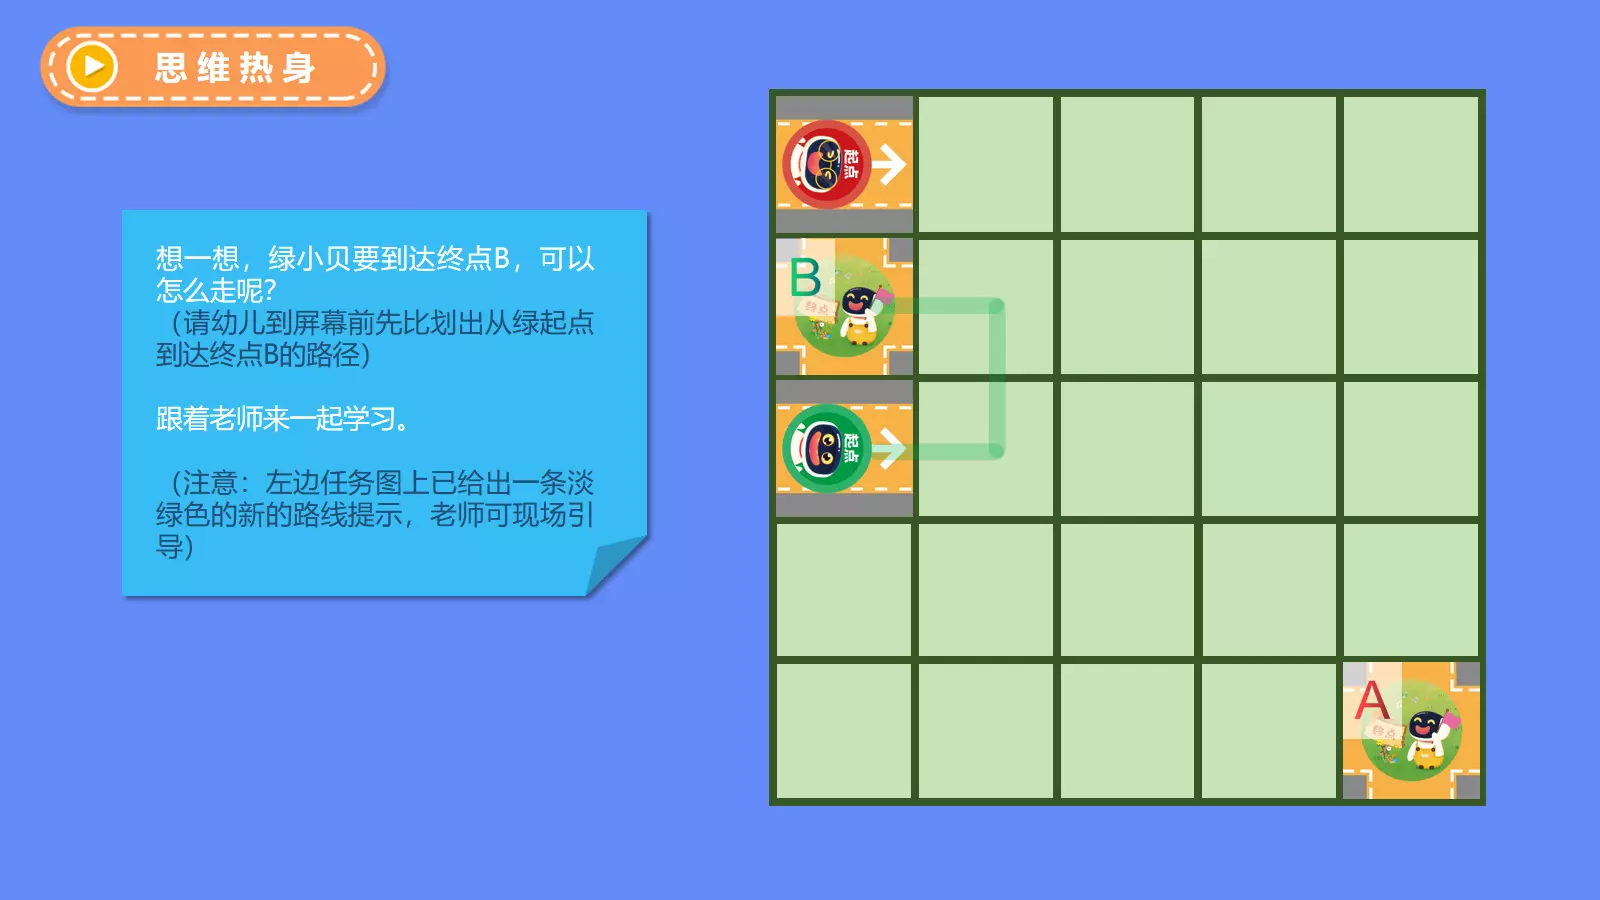 思维热身
想一想，绿小贝要到达终点B，可以
怎么走呢？
（请幼儿到屏幕前先比划出从绿起点
到达终点B的路径）
跟着老师来一起学习。
（注意：左边任务图上已给出一条淡
绿色的新的路线提示，老师可现场引
导）
起点
B
终点
起点
A
终点